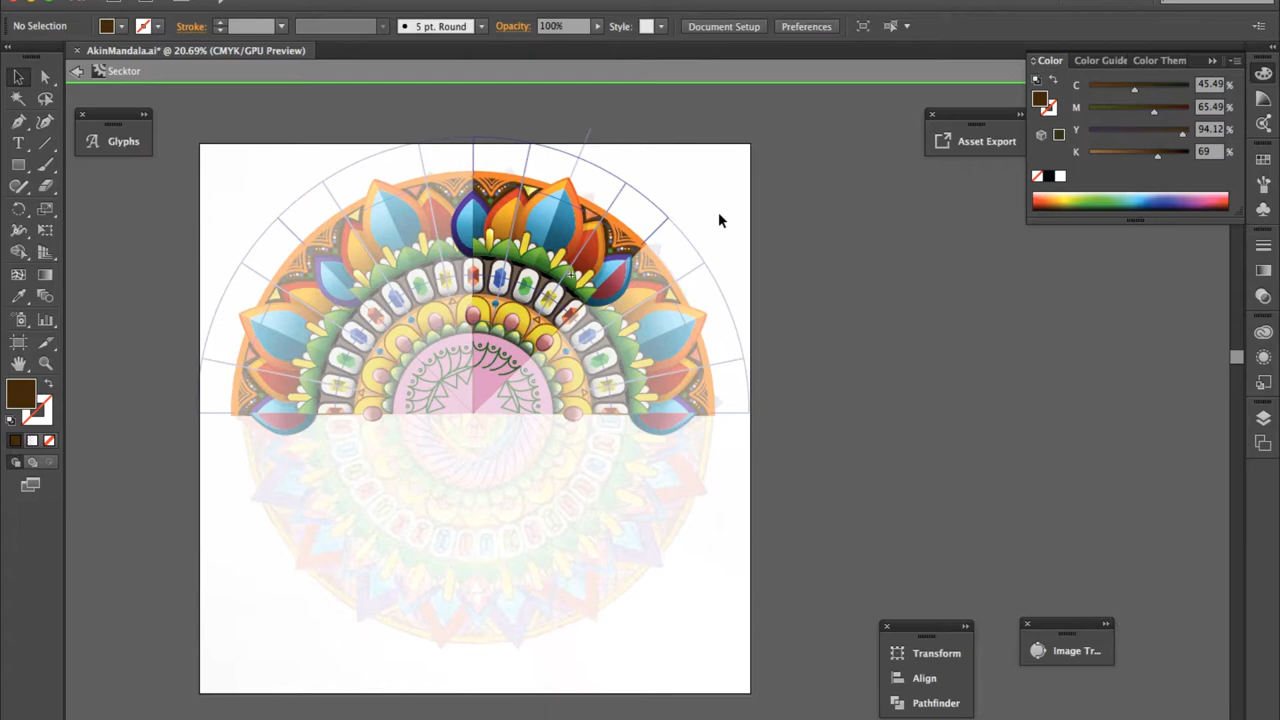 No Selection Stroke: 5 pt. Round Opacity: 100% Style: Document Setup Preferences
AkinMandala.ai* @ 20.69% (CMYK/GPU Preview)
Secktor
Color Color Guide Color Them
C 45.49 %
M 65.49 %
Y 94.12 %
K 69 %
Glyphs
Asset Export
Transform
Align
Pathfinder
Image Tr...